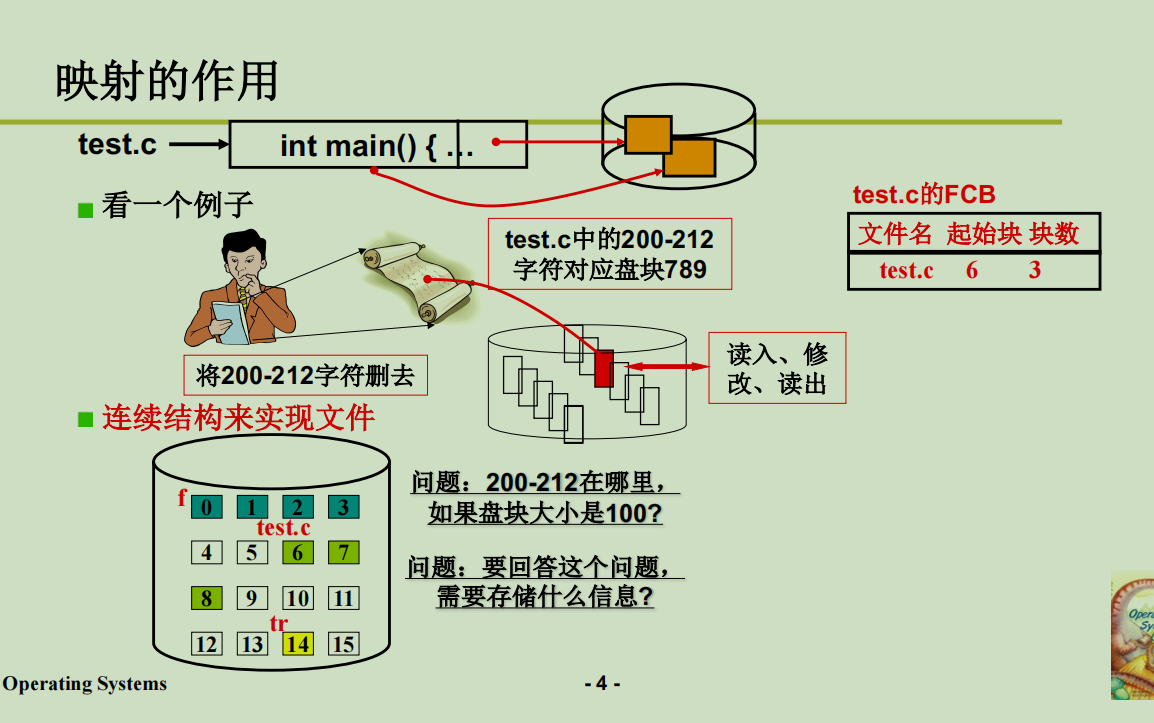 映射的作用
test.c
int main() { …
看一个例子
test.c中的200-212
字符对应盘块789
test.c的FCB
文件名 起始块 块数
test.c 6 3
将200-212字符删去
读入、修
改、读出
连续结构来实现文件
f
0 1 2 3
test.c
4 5 6 7
8 9 10 11
tr
12 13 14 15
问题：200-212在哪里，
如果盘块大小是100?
问题：要回答这个问题，
需要存储什么信息?
Operating Systems
- 4 -